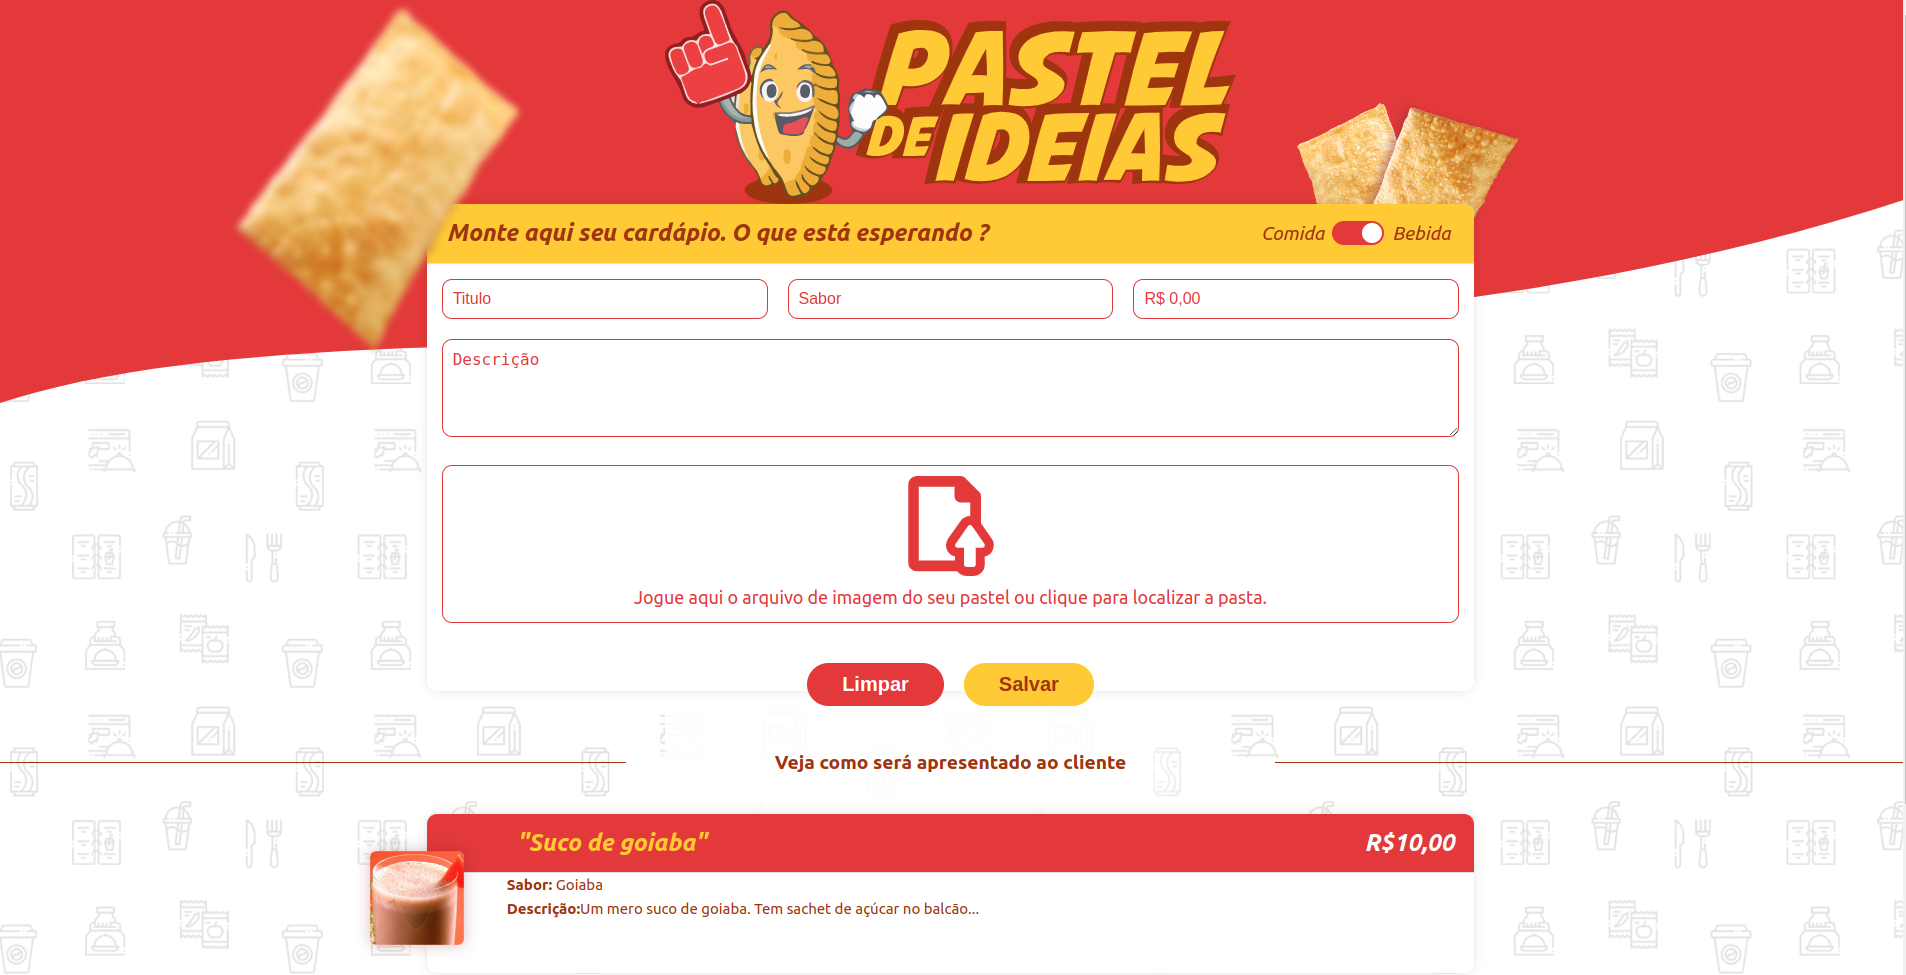 PASTEL
DE IDEIAS
Monte aqui seu cardápio. O que está esperando ?
Comida
Bebida
Titulo
Sabor
R$ 0,00
Descrição
Jogue aqui o arquivo de imagem do seu pastel ou clique para localizar a pasta.
Limpar
Salvar
Veja como será apresentado ao cliente
"Suco de goiaba"
R$10,00
Sabor: Goiaba
Descrição:Um mero suco de goiaba. Tem sachet de açúcar no balcão...